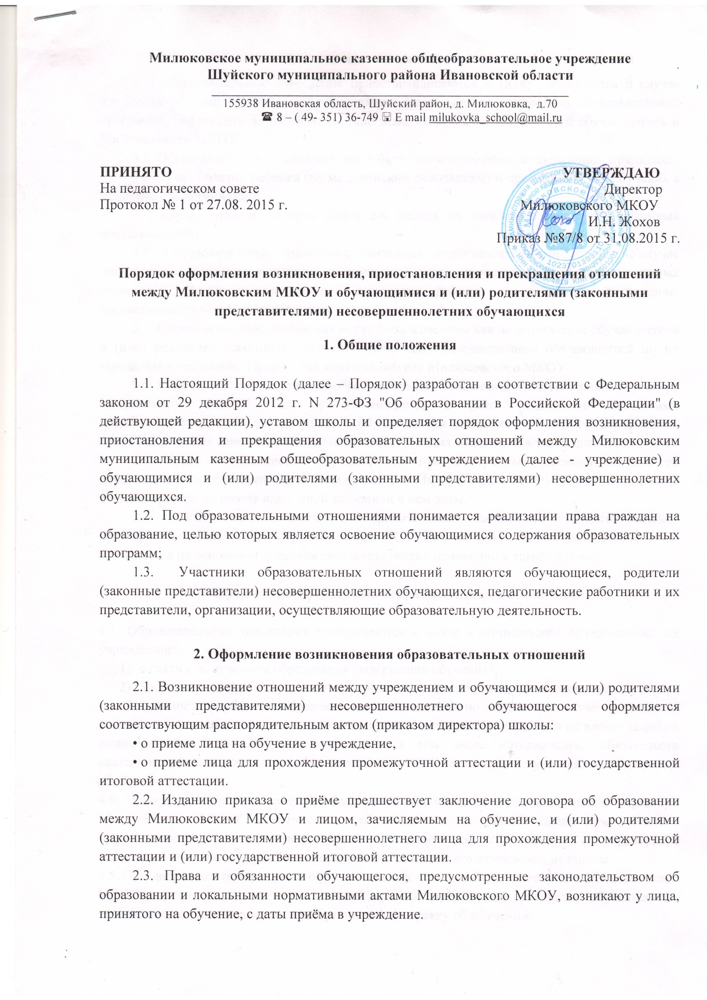 Милюковское муниципальное казенное общеобразовательное учреждение
Шуйского муниципального района Ивановской области
155938 Ивановская область, Шуйский район, д. Милюковка, д.70
☎ 8 – ( 49- 351) 36-749 🖫 E mail milukovka_school@mail.ru
ПРИНЯТО
На педагогическом совете
Протокол № 1 от 27.08. 2015 г.
УТВЕРЖДАЮ
Директор
Милюковского МКОУ
И.Н. Жохов
Приказ №87/8 от 31.08.2015 г.
Порядок оформления возникновения, приостановления и прекращения отношений
между Милюковским МКОУ и обучающимися и (или) родителями (законными
представителями) несовершеннолетних обучающихся
1. Общие положения
1.1. Настоящий Порядок (далее – Порядок) разработан в соответствии с Федеральным
законом от 29 декабря 2012 г. N 273-ФЗ "Об образовании в Российской Федерации" (в
действующей редакции), уставом школы и определяет порядок оформления возникновения,
приостановления и прекращения образовательных отношений между Милюковским
муниципальным казенным общеобразовательным учреждением (далее - учреждение) и
обучающимися и (или) родителями (законными представителями) несовершеннолетних
обучающихся.
1.2. Под образовательными отношениями понимается реализации права граждан на
образование, целью которых является освоение обучающимися содержания образовательных
программ;
1.3. Участники образовательных отношений являются обучающиеся, родители
(законные представители) несовершеннолетних обучающихся, педагогические работники и их
представители, организации, осуществляющие образовательную деятельность.
2. Оформление возникновения образовательных отношений
2.1. Возникновение отношений между учреждением и обучающимся и (или) родителями
(законными представителями) несовершеннолетнего обучающегося оформляется
соответствующим распорядительным актом (приказом директора) школы:
• о приеме лица на обучение в учреждение,
• о приеме лица для прохождения промежуточной аттестации и (или) государственной
итоговой аттестации.
2.2. Изданию приказа о приёме предшествует заключение договора об образовании
между Милюковским МКОУ и лицом, зачисляемым на обучение, и (или) родителями
(законными представителями) несовершеннолетнего лица для прохождения промежуточной
аттестации и (или) государственной итоговой аттестации.
2.3. Права и обязанности обучающегося, предусмотренные законодательством об
образовании и локальными нормативными актами Милюковского МКОУ, возникают у лица,
принятого на обучение, с даты приёма в учреждение.